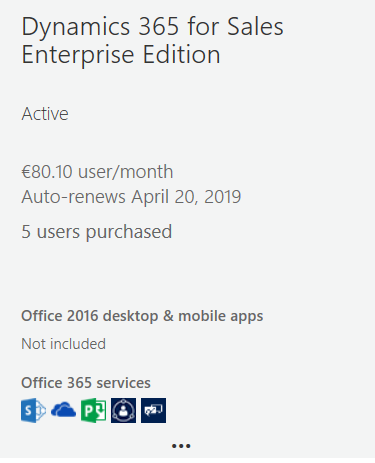 Dynamics 365 for Sales
Enterprise Edition
Active
€80.10 user/month
Auto-renews April 20, 2019
5 users purchased
Office 2016 desktop & mobile apps
Not included
Office 365 services